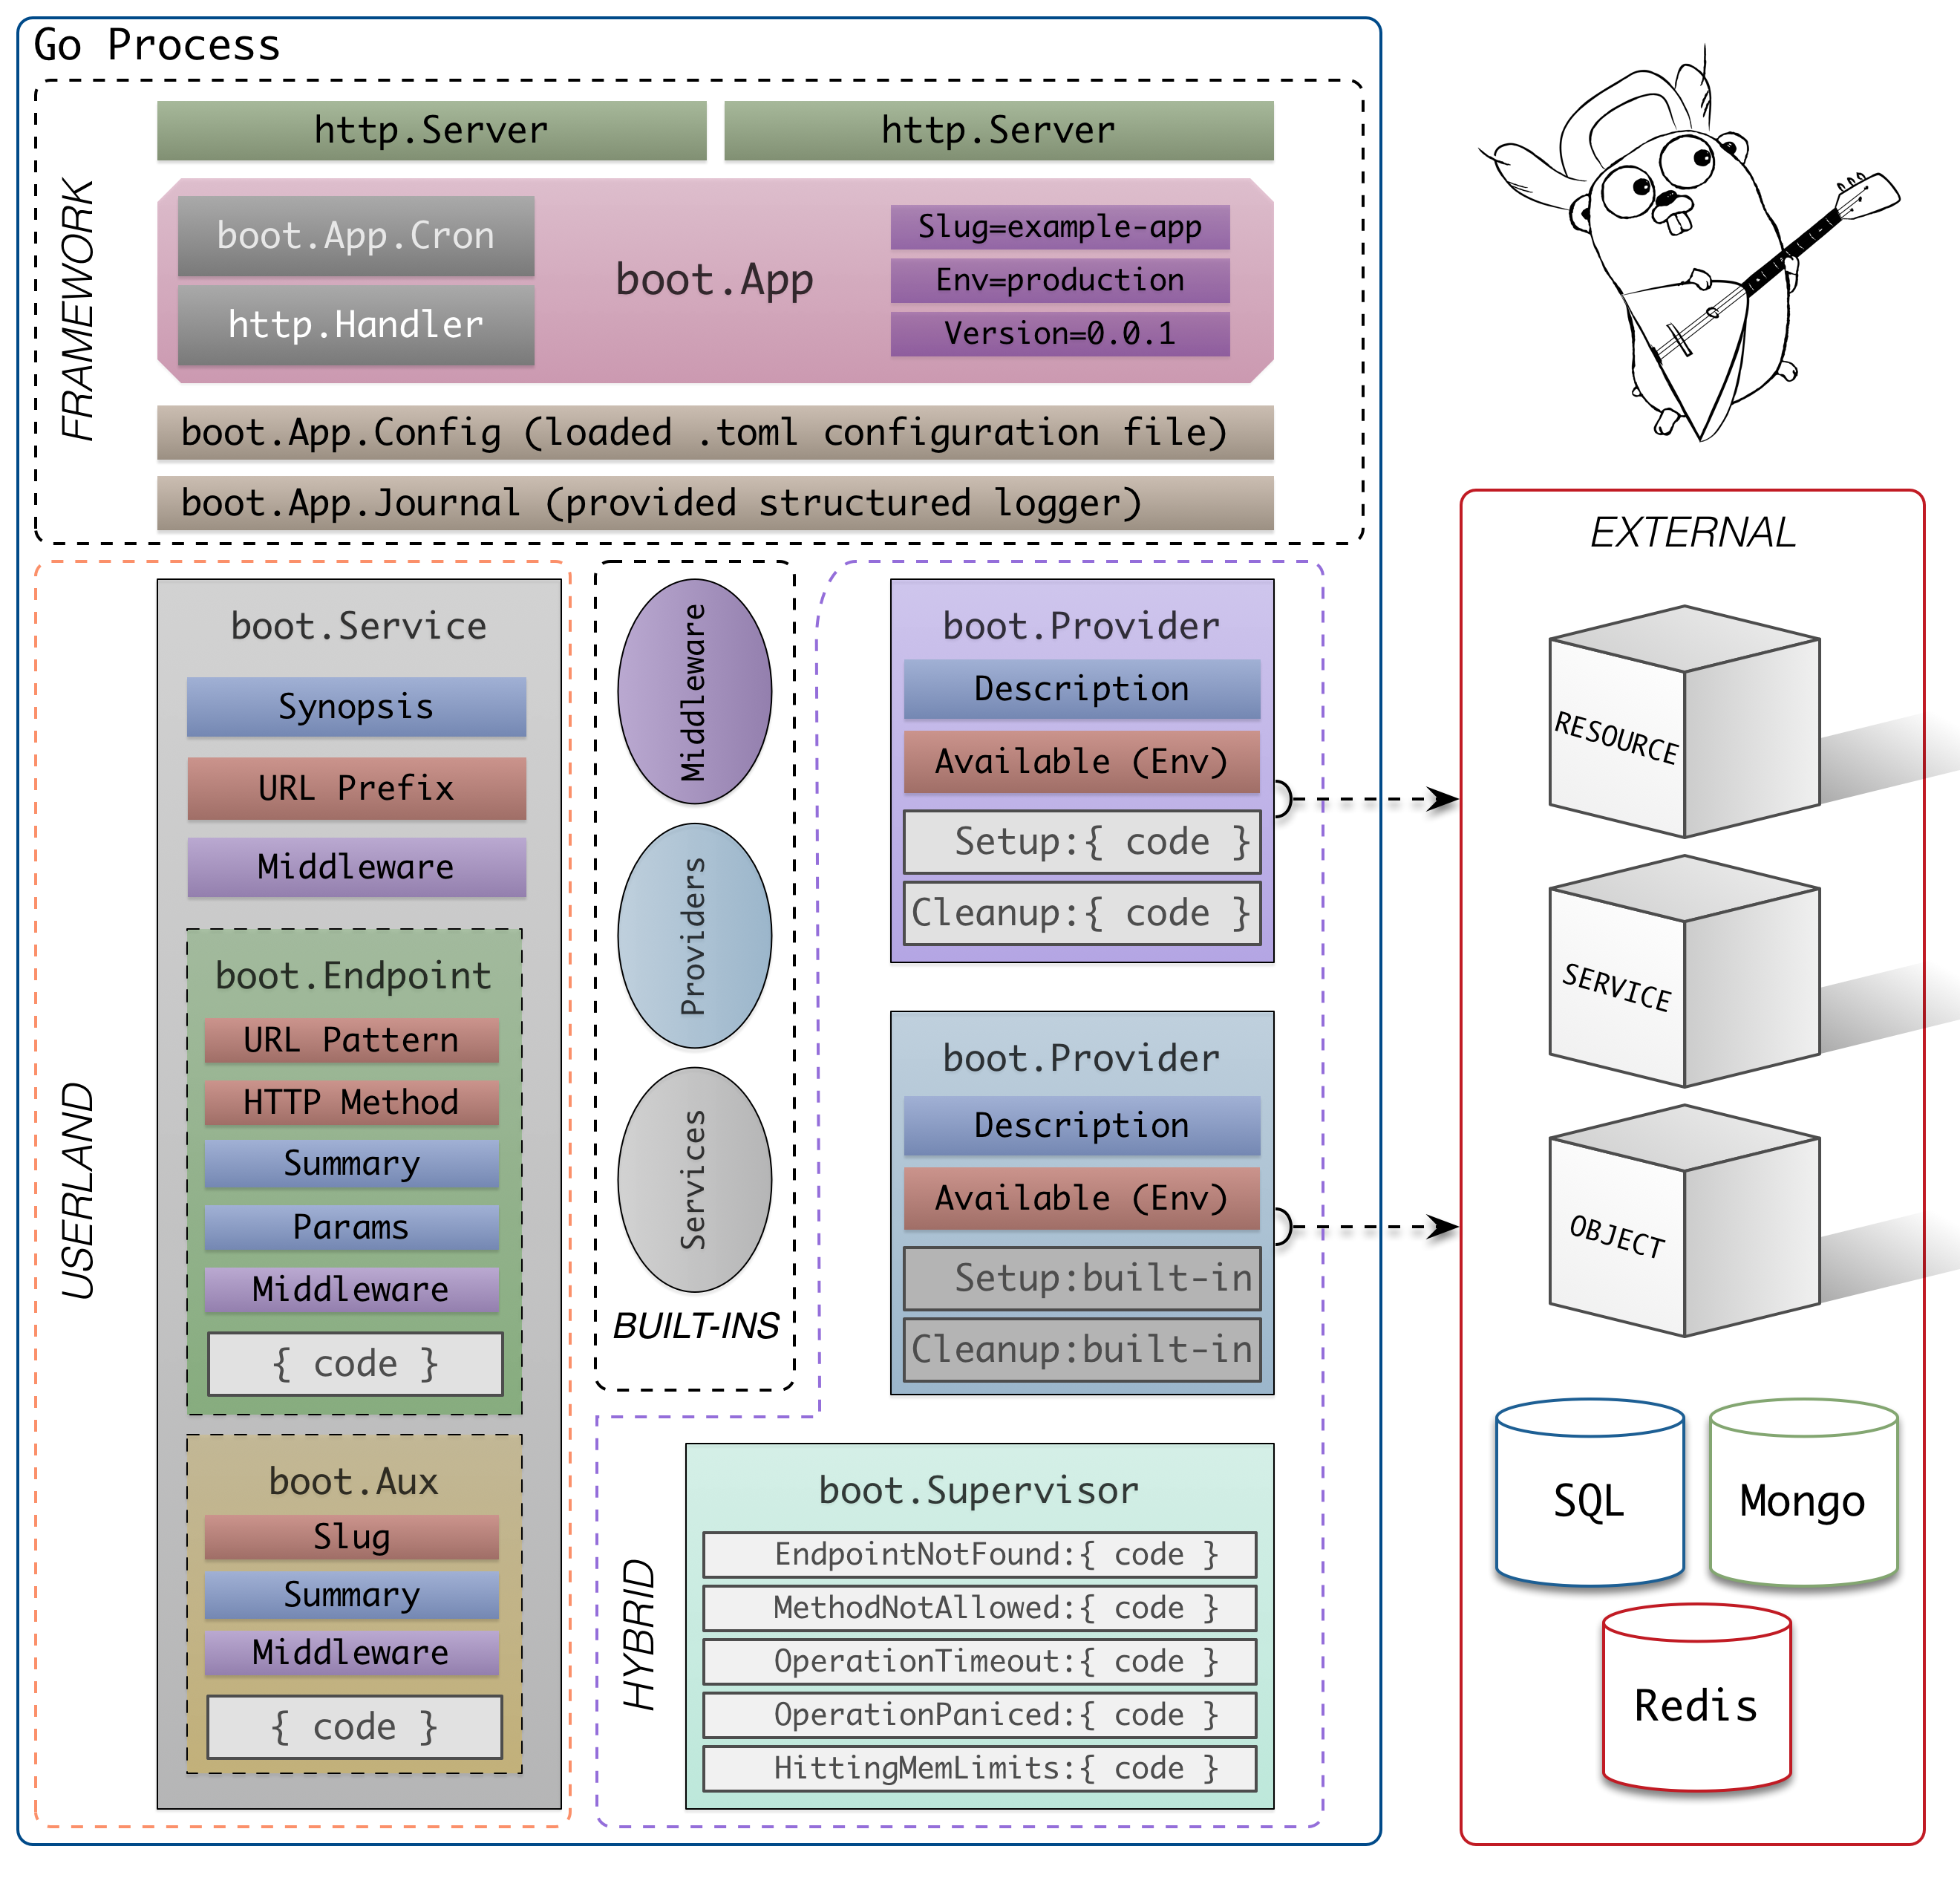 Go Process
FRAMEWORK
http.Server
http.Server
boot.App.Cron
http.Handler
boot.App
Slug=example-app
Env=production
Version=0.0.1
boot.App.Config (loaded .toml configuration file)
boot.App.Journal (provided structured logger)
USERLAND
boot.Service
Synopsis
URL Prefix
Middleware
boot.Endpoint
URL Pattern
HTTP Method
Summary
Params
Middleware
{ code }
boot.Aux
Slug
Summary
Middleware
{ code }
Middleware
Providers
Services
BUILT-INS
HYBRID
boot.Provider
Description
Available (Env)
Setup:{ code }
Cleanup:{ code }
boot.Provider
Description
Available (Env)
Setup:built-in
Cleanup:built-in
boot.Supervisor
EndpointNotFound:{ code }
MethodNotAllowed:{ code }
OperationTimeout:{ code }
OperationPaniced:{ code }
HittingMemLimits:{ code }
EXTERNAL
RESOURCE
SERVICE
OBJECT
SQL
Mongo
Redis